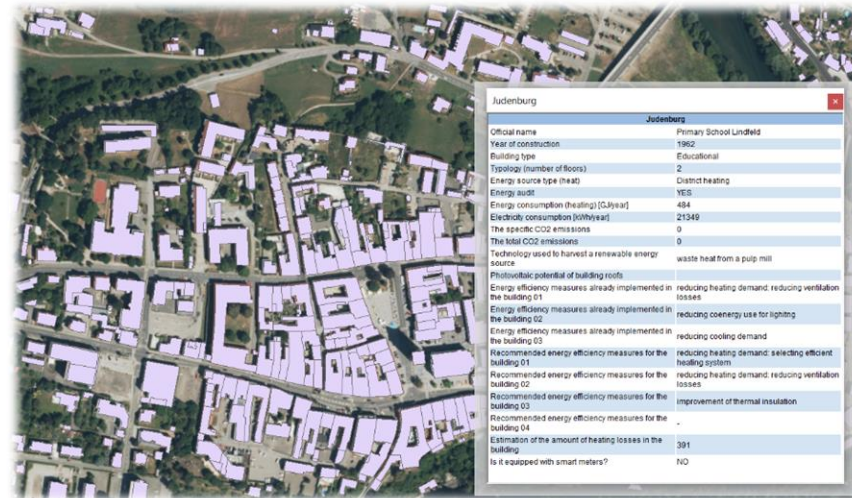 Judenburg
Judenburg
Official name Primary School Lindfeld
Year of construction 1962
Building type Educational
Typology (number of floors) 2
Energy source type (heat) District heating
Energy audit YES
Energy consumption (heating) [GJ/year] 484
Electricity consumption [kWh/year] 21349
The specific CO2 emissions 0
The total CO2 emissions 0
Technology used to harvest a renewable energy
source waste heat from a pulp mill
Photovoltaic potential of building roofs
Energy efficiency measures already implemented in reducing heating demand: reducing ventilation
the building 01 losses
Energy efficiency measures already implemented in
the building 02 reducing coenergy use for lighitng
Energy efficiency measures already implemented in
the building 03 reducing cooling demand
Recommended energy efficiency measures for the reducing heating demand: selecting efficient
building 01 heating system
Recommended energy efficiency measures for the reducing heating demand: reducing ventilation
building 02 losses
Recommended energy efficiency measures for the
building 03 improvement of thermal insulation
Recommended energy efficiency measures for the
building 04 -
Estimation of the amount of heating losses in the
building 391
Is it equipped with smart meters? NO